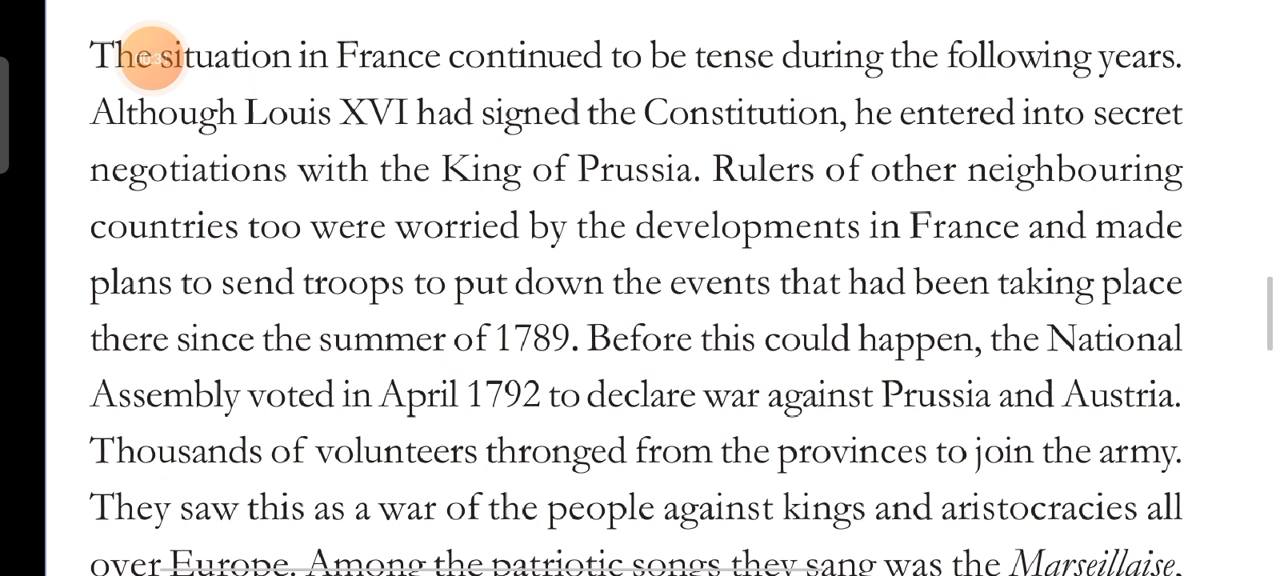 The situation in France continued to be tense during the following years.
Although Louis XVI had signed the Constitution, he entered into secret
negotiations with the King of Prussia. Rulers of other neighbouring
countries too were worried by the developments in France and made
plans to send troops to put down the events that had been taking place
there since the summer of 1789. Before this could happen, the National
Assembly voted in April 1792 to declare war against Prussia and Austria.
Thousands of volunteers thronged from the provinces to join the army.
They saw this as a war of the people against kings and aristocracies all
over Europe. Among the patriotic songs they sang was the Marseillaise,